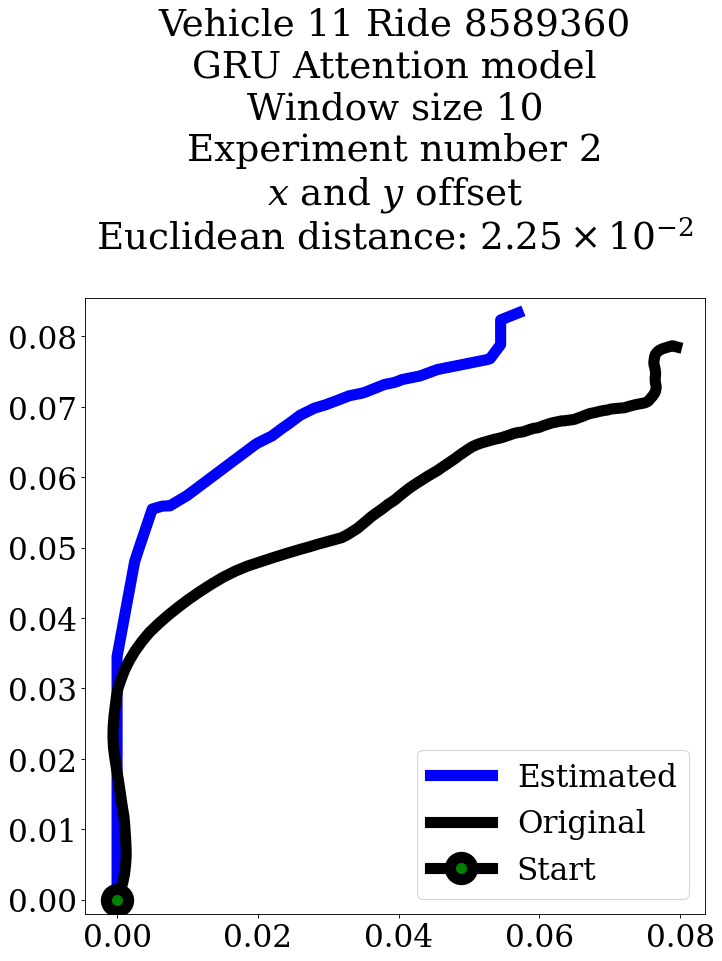 Vehicle 11 Ride 8589360
GRU Attention model
Window size 10
Experiment number 2
x and y offset
Euclidean distance: 2.25 × 10⁻²
0.08
0.07
0.06
0.05
0.04
0.03
0.02
0.01
0.00
Estimated
Original
Start
0.00 0.02 0.04 0.06 0.08